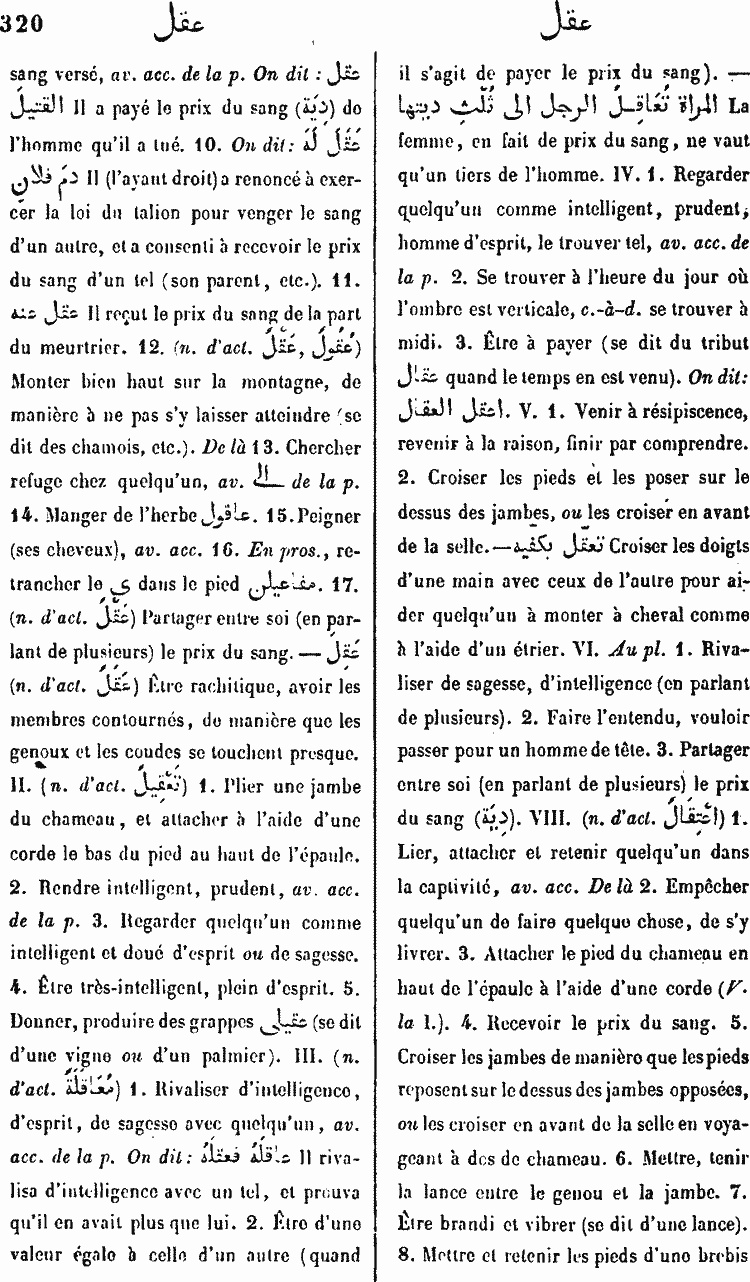 320 عقل عقل
sang versé, av. acc. de la p. On dit : عقل
القتيلَ Il a payé le prix du sang (دِيَة) de
l'homme qu'il a tué. 10. On dit: عَقَلَ لَهُ
دمَ فلان Il (l'ayant droit) a renoncé à exer-
cer la loi du talion pour venger le sang
d'un autre, et a consenti à recevoir le prix
du sang d'un tel (son parent, etc.). 11.
عقل عنه Il reçut le prix du sang de la part
du meurtrier. 12. (n. d'act. عُقُول, عَقْل)
Monter bien haut sur la montagne, de
manière à ne pas s'y laisser atteindre (se
dit des chamois, etc.). De là 13. Chercher
refuge chez quelqu'un, av. الى de la p.
14. Manger de l'herbe عاقول. 15. Peigner
(ses cheveux), av. acc. 16. En pros., re-
trancher le ى dans le pied مفاعيلن. 17.
(n. d'act. عَقْل) Partager entre soi (en par-
lant de plusieurs) le prix du sang. — عَقِلَ
(n. d'act. عَقَل) Être rachitique, avoir les
membres contournés, de manière que les
genoux et les coudes se touchent presque.
II. (n. d'act. تَعْقِيل) 1. Plier une jambe
du chameau, et attacher à l'aide d'une
corde le bas du pied au haut de l'épaule.
2. Rendre intelligent, prudent, av. acc.
de la p. 3. Regarder quelqu'un comme
intelligent et doué d'esprit ou de sagesse.
4. Être très-intelligent, plein d'esprit. 5.
Donner, produire des grappes عقيلى (se dit
d'une vigne ou d'un palmier). III. (n.
d'act. مُعَاقَلَة) 1. Rivaliser d'intelligence,
d'esprit, de sagesse avec quelqu'un, av.
acc. de la p. On dit : عاقلهُ فعقلهُ Il riva-
lisa d'intelligence avec un tel, et prouva
qu'il en avait plus que lui. 2. Être d'une
valeur égale à celle d'un autre (quand
il s'agit de payer le prix du sang). —
المراة تُعَاقِلُ الرجل الى ثُلْث ديتها La
femme, en fait de prix du sang, ne vaut
qu'un tiers de l'homme. IV. 1. Regarder
quelqu'un comme intelligent, prudent,
homme d'esprit, le trouver tel, av. acc. de
la p. 2. Se trouver à l'heure du jour où
l'ombre est verticale, c.-à-d. se trouver à
midi. 3. Être à payer (se dit du tribut
عقال quand le temps en est venu). On dit:
اعقل العقال. V. 1. Venir à résipiscence,
revenir à la raison, finir par comprendre.
2. Croiser les pieds et les poser sur le
dessus des jambes, ou les croiser en avant
de la selle. — تعقّل بكفّيه Croiser les doigts
d'une main avec ceux de l'autre pour ai-
der quelqu'un à monter à cheval comme
à l'aide d'un étrier. VI. Au pl. 1. Riva-
liser de sagesse, d'intelligence (en parlant
de plusieurs). 2. Faire l'entendu, vouloir
passer pour un homme de tête. 3. Partager
entre soi (en parlant de plusieurs) le prix
du sang (دِيَة). VIII. (n. d'act. اعْتِقَال) 1.
Lier, attacher et retenir quelqu'un dans
la captivité, av. acc. De là 2. Empêcher
quelqu'un de faire quelque chose, de s'y
livrer. 3. Attacher le pied du chameau en
haut de l'épaule à l'aide d'une corde (V.
la I.). 4. Recevoir le prix du sang. 5.
Croiser les jambes de manière que les pieds
reposent sur le dessus des jambes opposées,
ou les croiser en avant de la selle en voya-
geant à dos de chameau. 6. Mettre, tenir
la lance entre le genou et la jambe. 7.
Être brandi et vibrer (se dit d'une lance).
8. Mettre et retenir les pieds d'une brebis